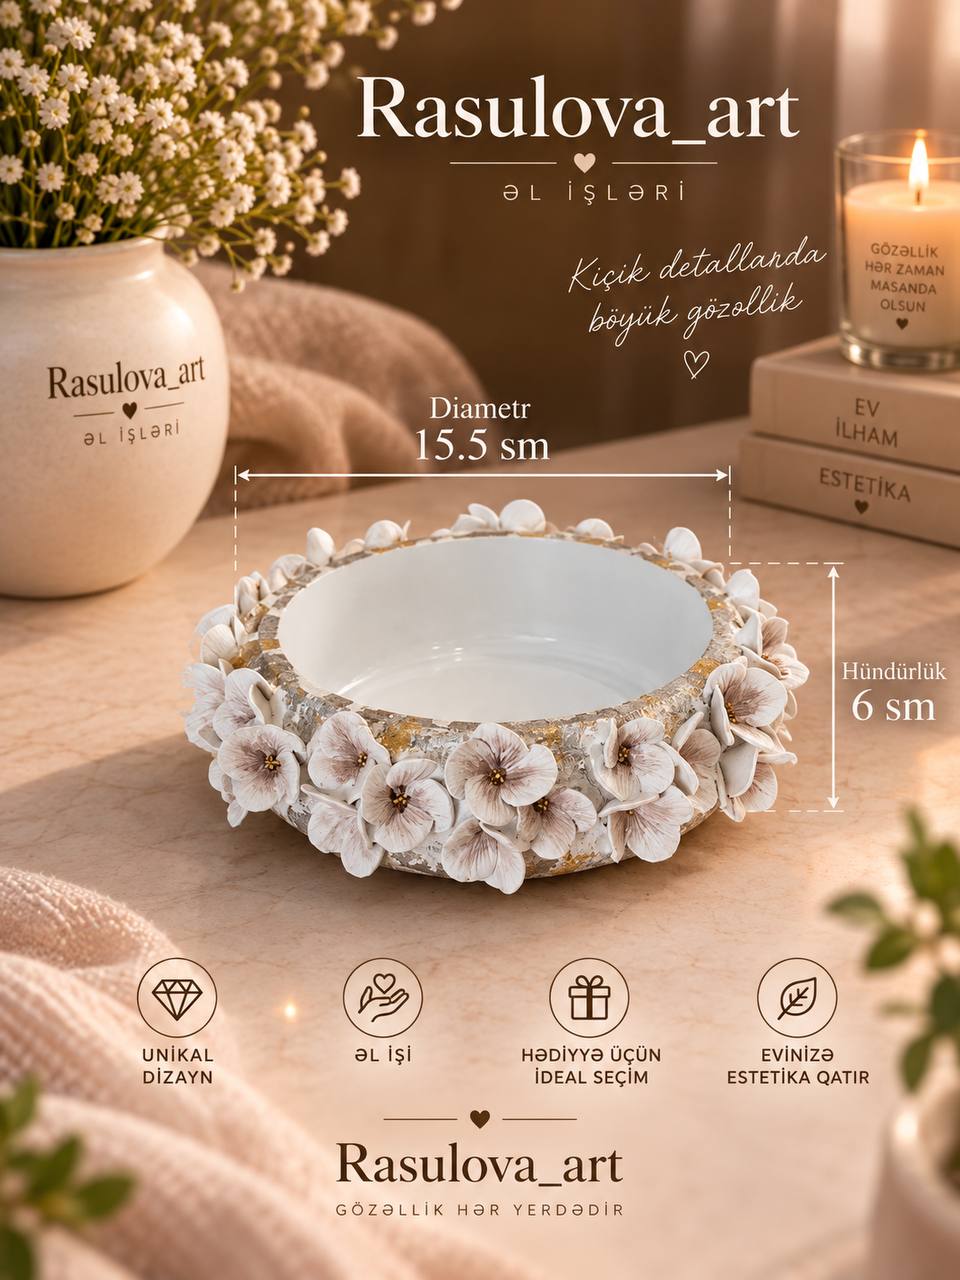 Rasulova_art
ƏL İŞLƏRİ
Kiçik detallarda
böyük gözəllik
GÖZƏLLİK
HƏR ZAMAN
MASANDA
OLSUN
Rasulova_art
ƏL İŞLƏRİ
EV
İLHAM
ESTETİKA
Diametr
15.5 sm
Hündürlük
6 sm
UNİKAL
DİZAYN
ƏL İŞİ
HƏDİYYƏ ÜÇÜN
İDEAL SEÇİM
EVİNİZƏ
ESTETİKA QATIR
Rasulova_art
GÖZƏLLİK HƏR YERDƏDİR